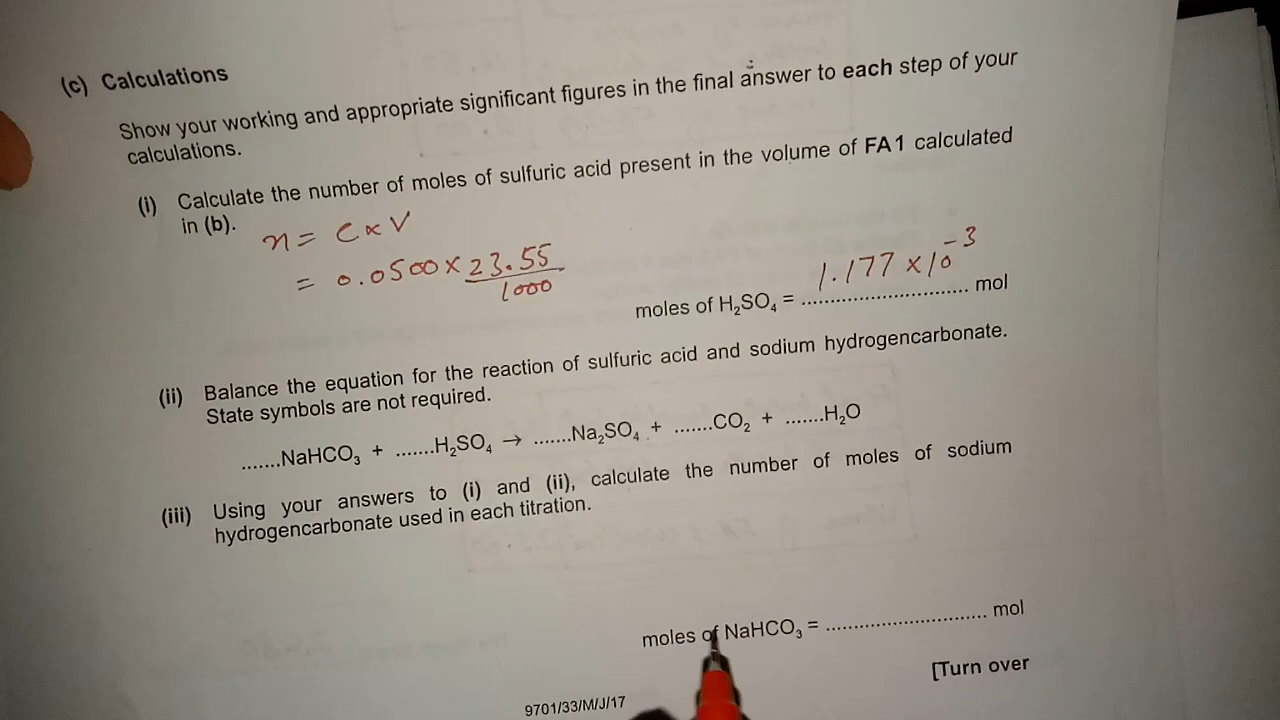 (c) Calculations
Show your working and appropriate significant figures in the final answer to each step of your
calculations.
(i) Calculate the number of moles of sulfuric acid present in the volume of FA1 calculated
in (b).
n = C × V
= 0.0500 × 23.55
1000
1.177 × 10⁻³
moles of H₂SO₄ = .............................. mol
(ii) Balance the equation for the reaction of sulfuric acid and sodium hydrogencarbonate.
State symbols are not required.
.......NaHCO₃ + .......H₂SO₄ → .......Na₂SO₄ + .......CO₂ + .......H₂O
(iii) Using your answers to (i) and (ii), calculate the number of moles of sodium
hydrogencarbonate used in each titration.
moles of NaHCO₃ = .............................. mol
[Turn over
9701/33/M/J/17